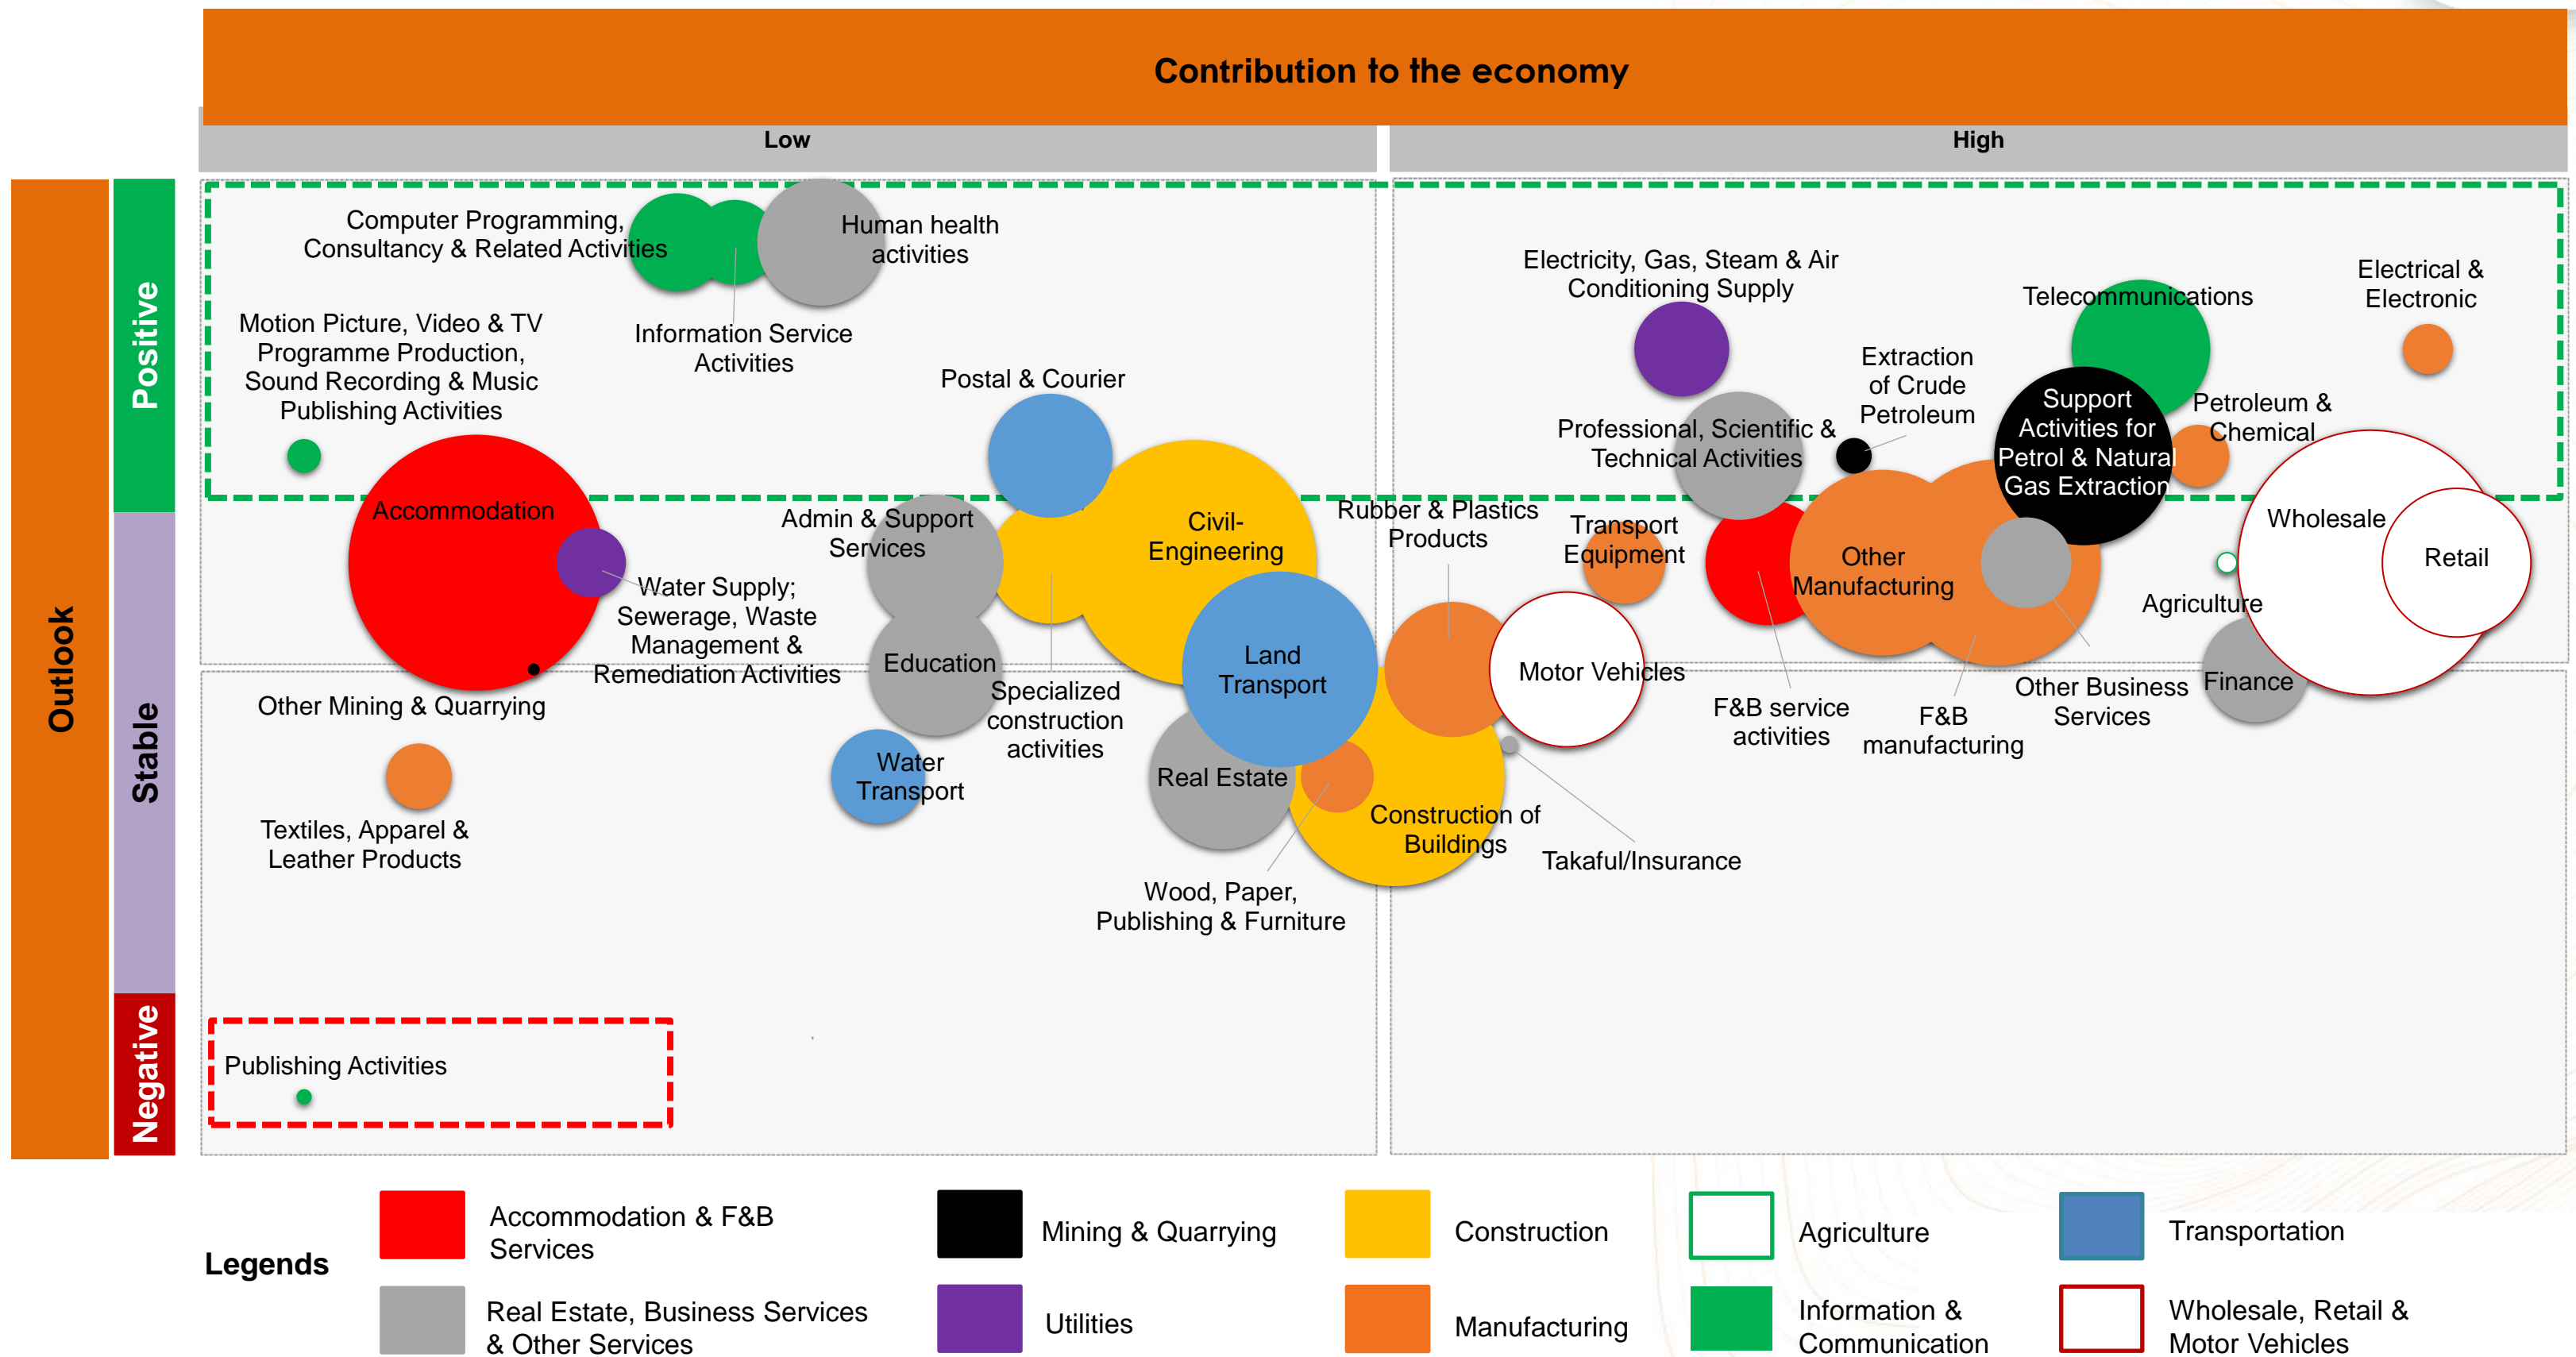 Contribution to the economy
Low
High
Outlook
Positive
Stable
Negative
Computer Programming,
Consultancy & Related Activities
Human health
activities
Information Service
Activities
Motion Picture, Video & TV
Programme Production,
Sound Recording & Music
Publishing Activities
Postal & Courier
Electricity, Gas, Steam & Air
Conditioning Supply
Telecommunications
Electrical &
Electronic
Extraction
of Crude
Petroleum
Support
Activities for
Petrol & Natural
Gas Extraction
Petroleum &
Chemical
Professional, Scientific &
Technical Activities
Accommodation
Admin & Support
Services
Civil-
Engineering
Rubber & Plastics
Products
Transport
Equipment
Other
Manufacturing
Wholesale
Retail
Water Supply;
Sewerage, Waste
Management &
Remediation Activities
Agriculture
Education
Land
Transport
Motor Vehicles
Finance
Other Mining & Quarrying
Specialized
construction
activities
F&B service
activities
F&B
manufacturing
Other Business
Services
Water
Transport
Real Estate
Construction of
Buildings
Textiles, Apparel &
Leather Products
Takaful/Insurance
Wood, Paper,
Publishing & Furniture
Publishing Activities
Legends
Accommodation & F&B
Services
Mining & Quarrying
Construction
Agriculture
Transportation
Real Estate, Business Services
& Other Services
Utilities
Manufacturing
Information &
Communication
Wholesale, Retail &
Motor Vehicles